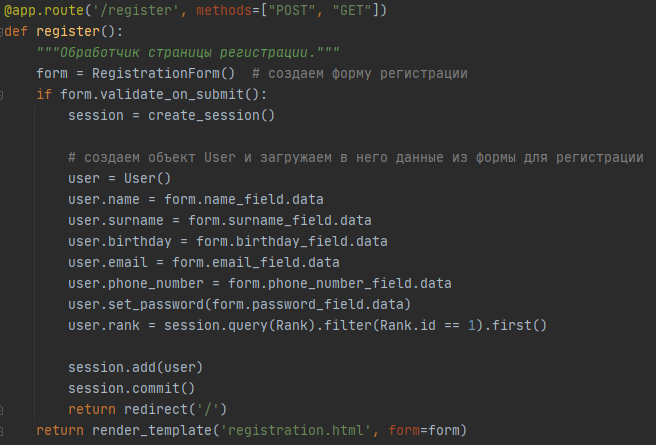 @app.route('/register', methods=["POST", "GET"])
def register():
    """Обработчик страницы регистрации."""
    form = RegistrationForm()  # создаем форму регистрации
    if form.validate_on_submit():
        session = create_session()

        # создаем объект User и загружаем в него данные из формы для регистрации
        user = User()
        user.name = form.name_field.data
        user.surname = form.surname_field.data
        user.birthday = form.birthday_field.data
        user.email = form.email_field.data
        user.phone_number = form.phone_number_field.data
        user.set_password(form.password_field.data)
        user.rank = session.query(Rank).filter(Rank.id == 1).first()

        session.add(user)
        session.commit()
        return redirect('/')
    return render_template('registration.html', form=form)